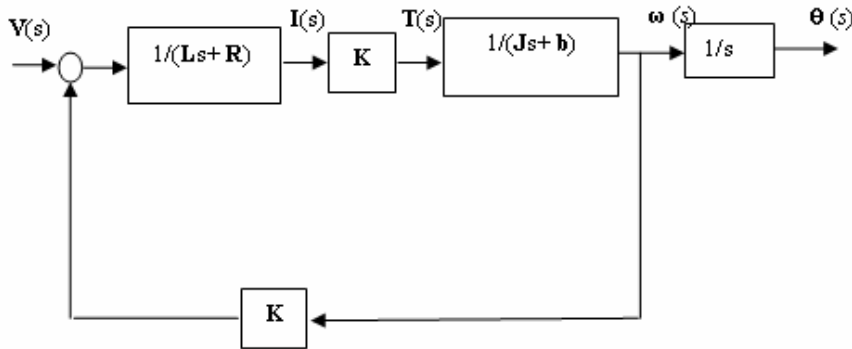 V(s)
1/(Ls+ R)
I(s)
K
T(s)
1/(Js+ b)
ω (s)
1/s
θ (s)
K